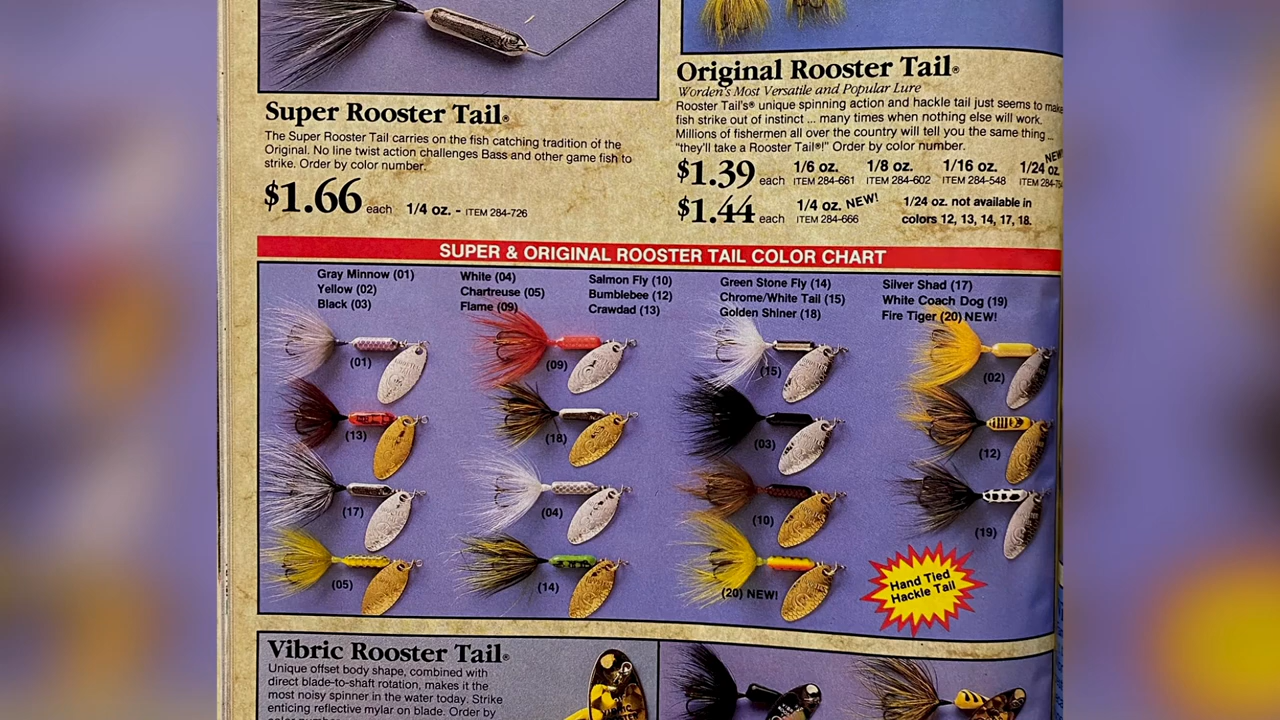 Super Rooster Tail®
The Super Rooster Tail carries on the fish catching tradition of the
Original. No line twist action challenges Bass and other game fish to
strike. Order by color number.
$1.66 each 1/4 oz. - ITEM 284-726
Original Rooster Tail®
Worden's Most Versatile and Popular Lure
Rooster Tail's® unique spinning action and hackle tail just seems to make
fish strike out of instinct ... many times when nothing else will work.
Millions of fishermen all over the country will tell you the same thing ...
"they'll take a Rooster Tail®!" Order by color number.
$1.39 each 1/6 oz. 1/8 oz. 1/16 oz. 1/24 oz. NEW
ITEM 284-661 ITEM 284-602 ITEM 284-548 ITEM
$1.44 each 1/4 oz. NEW! 1/24 oz. not available in
ITEM 284-666 colors 12, 13, 14, 17, 18.
SUPER & ORIGINAL ROOSTER TAIL COLOR CHART
Gray Minnow (01)
Yellow (02)
Black (03)
White (04)
Chartreuse (05)
Flame (09)
Salmon Fly (10)
Bumblebee (12)
Crawdad (13)
Green Stone Fly (14)
Chrome/White Tail (15)
Golden Shiner (18)
Silver Shad (17)
White Coach Dog (19)
Fire Tiger (20) NEW!
(01) (09) (15) (02)
(13) (18) (03) (12)
(17) (04) (10) (19)
(05) (14) (20) NEW!
Hand Tied
Hackle Tail
Vibric Rooster Tail®
Unique offset body shape, combined with
direct blade-to-shaft rotation, makes it the
most noisy spinner in the water today. Strike
enticing reflective mylar on blade. Order by
color number.